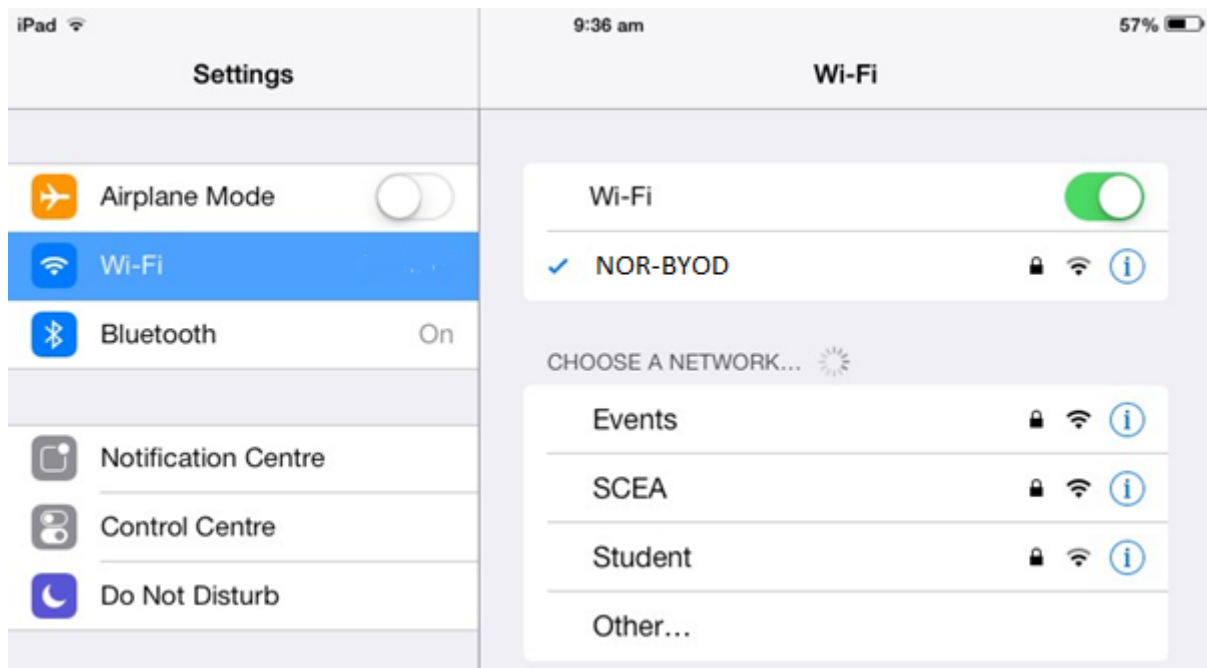 iPad 9:36 am 57%
Settings
Wi-Fi
Airplane Mode
Wi-Fi
Bluetooth On
Notification Centre
Control Centre
Do Not Disturb
Wi-Fi
NOR-BYOD
CHOOSE A NETWORK...
Events
SCEA
Student
Other...